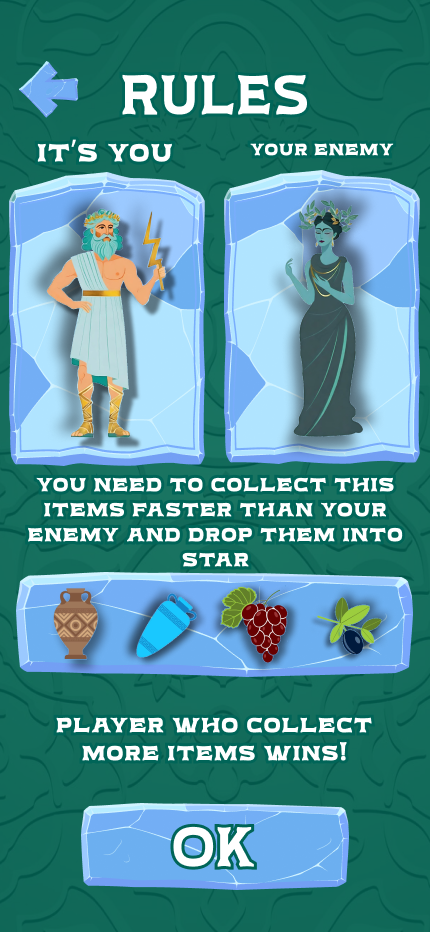 RULES
IT'S YOU
YOUR ENEMY
YOU NEED TO COLLECT THIS
ITEMS FASTER THAN YOUR
ENEMY AND DROP THEM INTO
STAR
PLAYER WHO COLLECT
MORE ITEMS WINS!
OK